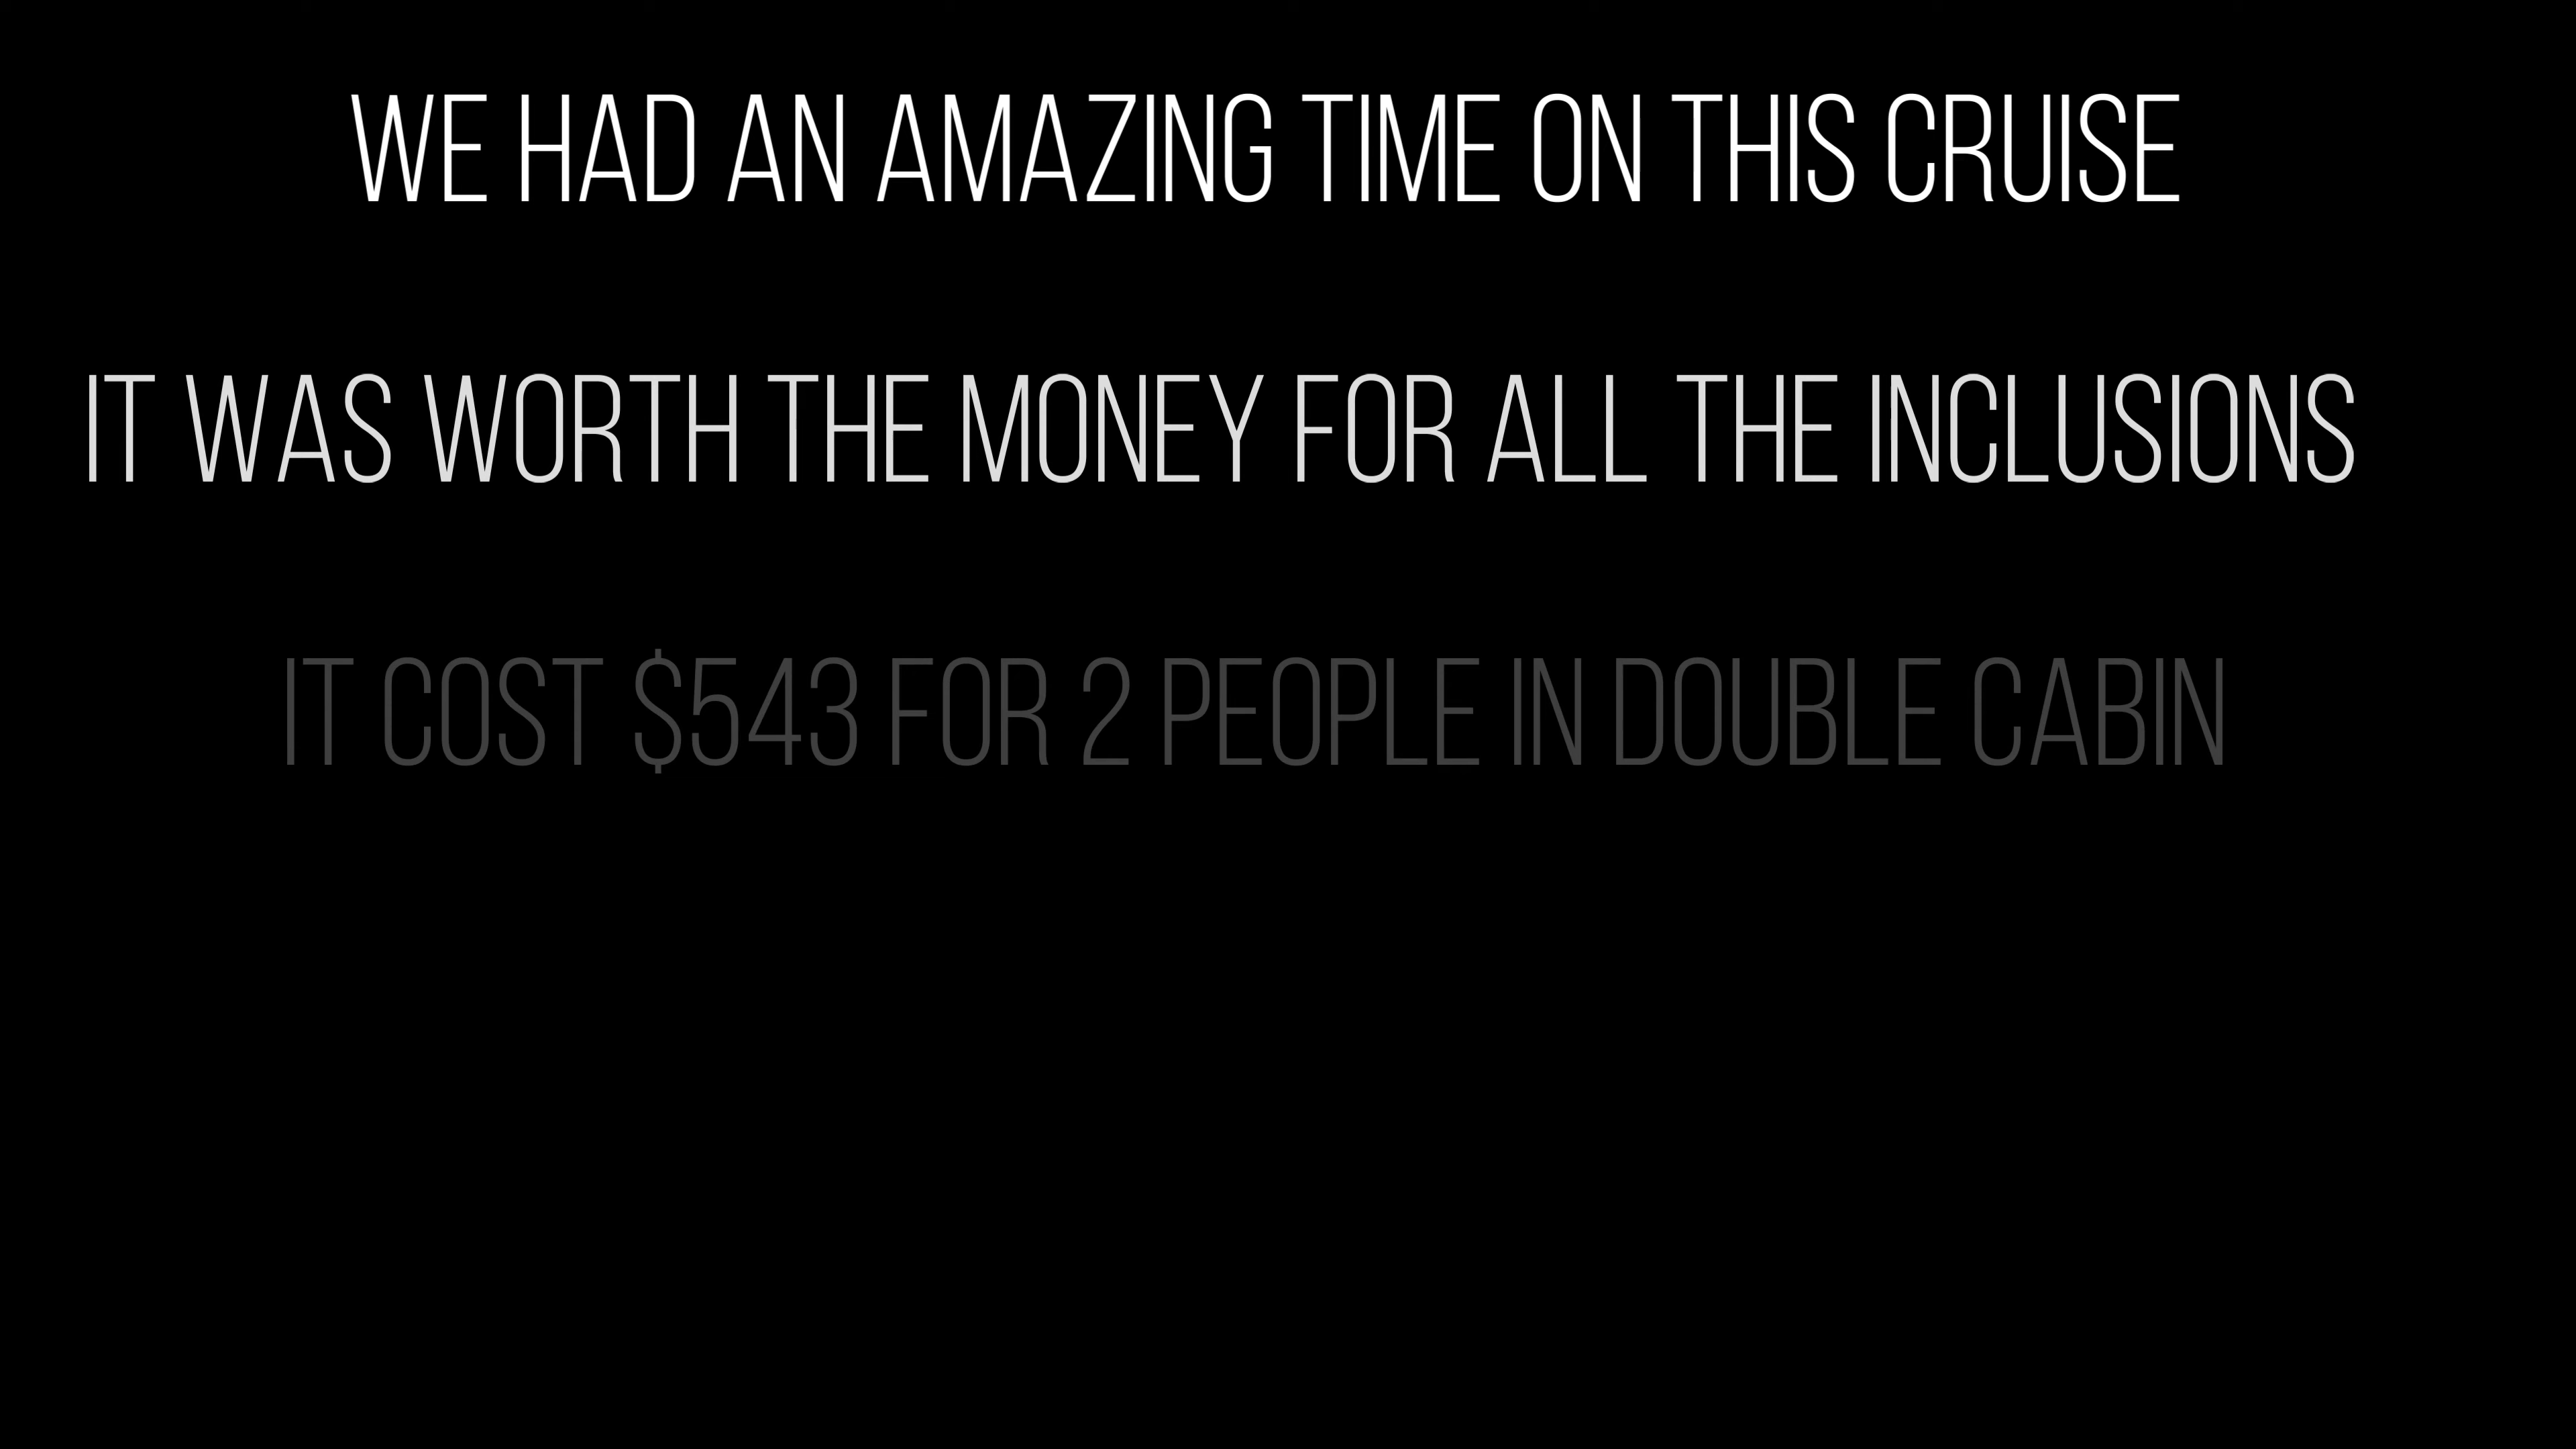 WE HAD AN AMAZING TIME ON THIS CRUISE
IT WAS WORTH THE MONEY FOR ALL THE INCLUSIONS
IT COST $543 FOR 2 PEOPLE IN DOUBLE CABIN